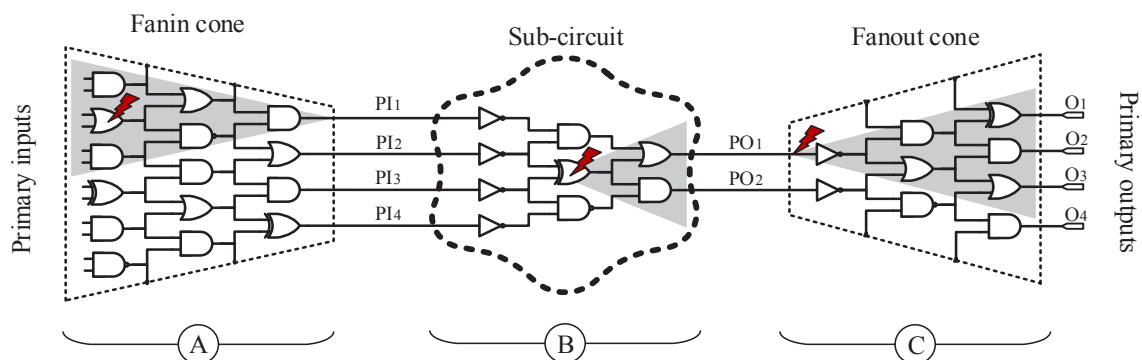 Fanin cone
Sub-circuit
Fanout cone
Primary inputs
PI1
PI2
PI3
PI4
PO1
PO2
O1
O2
O3
O4
Primary outputs
A
B
C